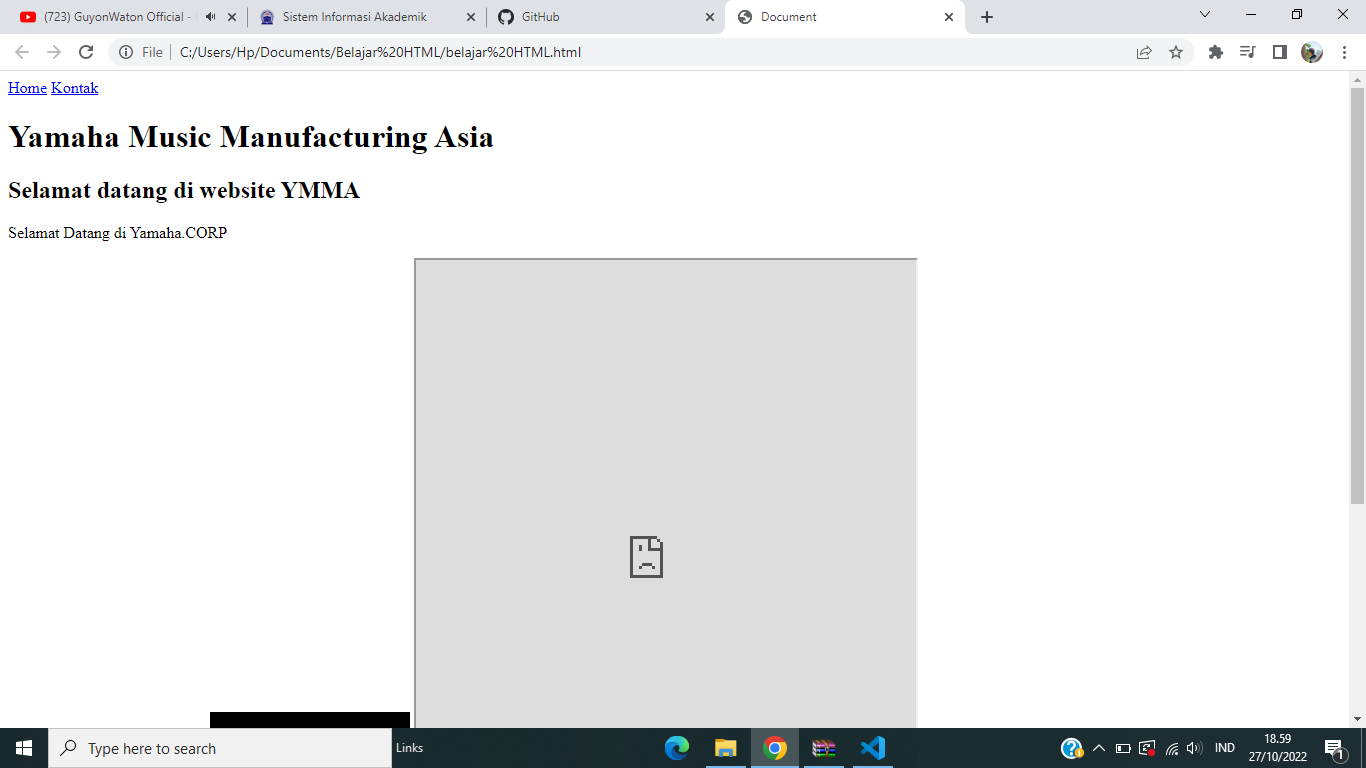 (723) GuyonWaton Official -
Sistem Informasi Akademik
GitHub
Document
File
C:/Users/Hp/Documents/Belajar%20HTML/belajar%20HTML.html
Home Kontak
Yamaha Music Manufacturing Asia
Selamat datang di website YMMA
Selamat Datang di Yamaha.CORP
Type here to search
Links
IND
18.59
27/10/2022
1